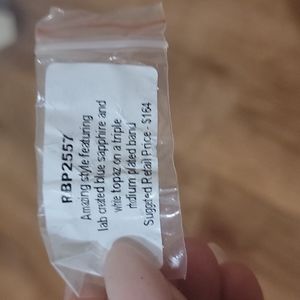 RBP2557
Amazing style featuring
lab created blue sapphire and
white topaz on a triple
rhodium plated band
Suggested Retail Price - $164